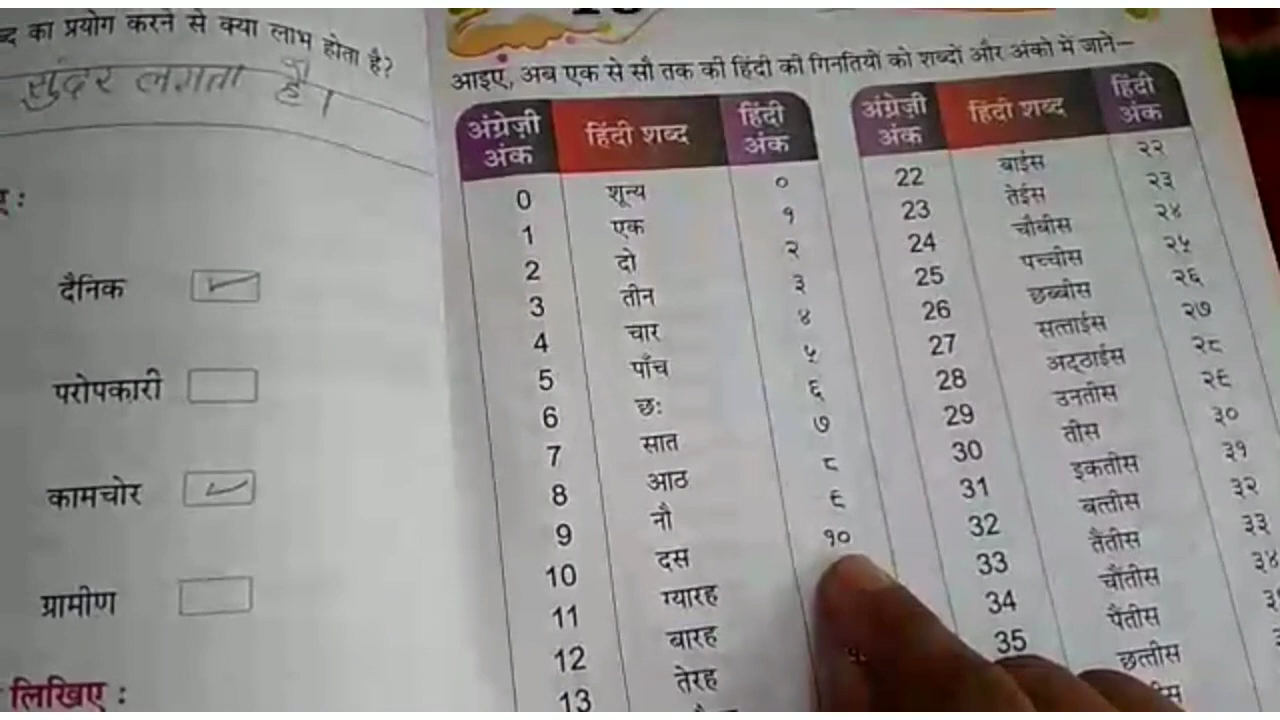 ब्द का प्रयोग करने से क्या लाभ होता है?
सुंदर लगता है।
दैनिक
परोपकारी
कामचोर
ग्रामीण
लिखिए :
आइए, अब एक से सौ तक की हिंदी की गिनतियों को शब्दों और अंको में जाने—
अंग्रेज़ी अंक हिंदी शब्द हिंदी अंक
0 शून्य ०
1 एक १
2 दो २
3 तीन ३
4 चार ४
5 पाँच ५
6 छः ६
7 सात ७
8 आठ ८
9 नौ ९
10 दस १०
11 ग्यारह
12 बारह
13 तेरह
अंग्रेज़ी अंक हिंदी शब्द हिंदी अंक
22 बाईस २२
23 तेईस २३
24 चौबीस २४
25 पच्चीस २५
26 छब्बीस २६
27 सत्ताईस २७
28 अट्ठाईस २८
29 उनतीस २९
30 तीस ३०
31 इकतीस ३१
32 बत्तीस ३२
33 तैंतीस ३३
34 चौंतीस ३४
35 पैंतीस
छत्तीस